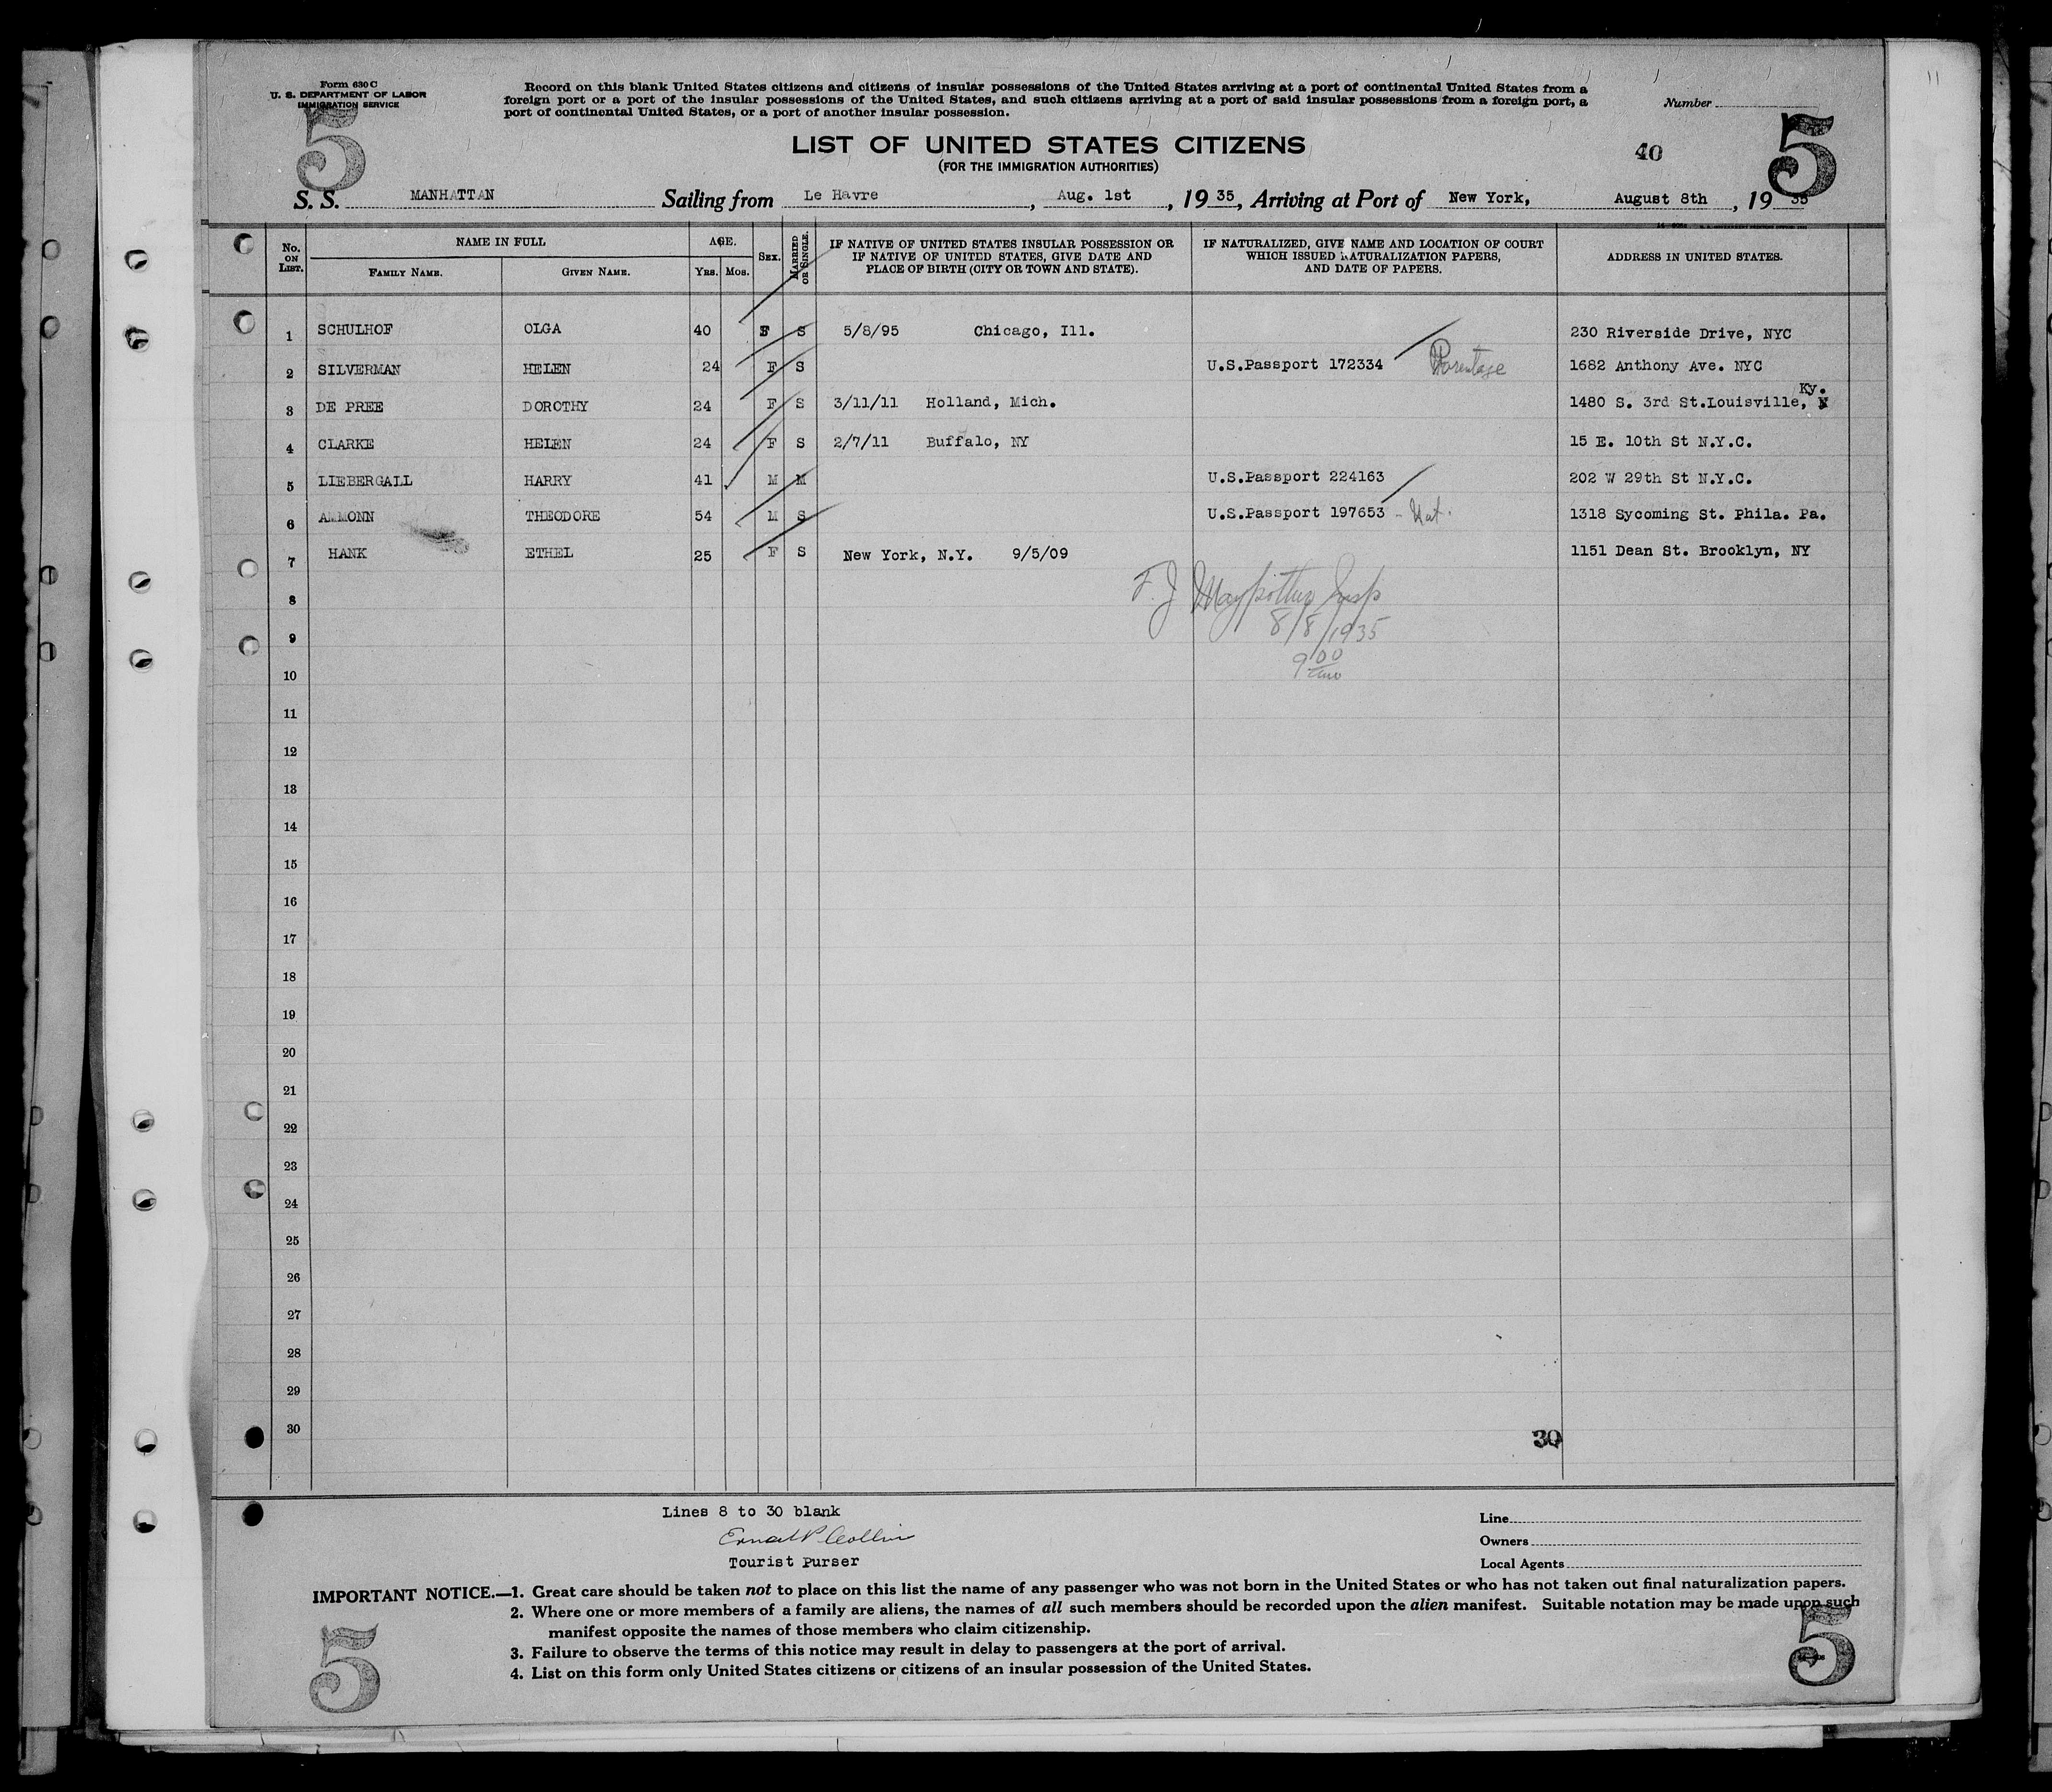 Form 630 C
U. S. DEPARTMENT OF LABOR
IMMIGRATION SERVICE
Record on this blank United States citizens and citizens of insular possessions of the United States arriving at a port of continental United States from a
foreign port or a port of the insular possessions of the United States, and such citizens arriving at a port of said insular possessions from a foreign port, a
port of continental United States, or a port of another insular possession.
Number
5
5
LIST OF UNITED STATES CITIZENS
(FOR THE IMMIGRATION AUTHORITIES)
40
S. S. MANHATTAN Sailing from Le Havre, Aug. 1st, 1935, Arriving at Port of New York, August 8th, 1935
No. ON LIST. NAME IN FULL AGE. SEX. MARRIED OR SINGLE. IF NATIVE OF UNITED STATES INSULAR POSSESSION OR IF NATIVE OF UNITED STATES, GIVE DATE AND PLACE OF BIRTH (CITY OR TOWN AND STATE). IF NATURALIZED, GIVE NAME AND LOCATION OF COURT WHICH ISSUED NATURALIZATION PAPERS, AND DATE OF PAPERS. ADDRESS IN UNITED STATES.
FAMILY NAME. GIVEN NAME. YRS. MOS.
1 SCHULHOF OLGA 40 F S 5/8/95 Chicago, Ill. 230 Riverside Drive, NYC
2 SILVERMAN HELEN 24 F S U.S.Passport 172334 Parentage 1682 Anthony Ave. NYC
Ky.
3 DE PREE DOROTHY 24 F S 3/11/11 Holland, Mich. 1480 S. 3rd St.Louisville,
4 CLARKE HELEN 24 F S 2/7/11 Buffalo, NY 15 E. 10th St N.Y.C.
5 LIEBERGALL HARRY 41 M M U.S.Passport 224163 202 W 29th St N.Y.C.
6 AMMONN THEODORE 54 M S U.S.Passport 197653 - Nat. 1318 Sycoming St. Phila. Pa.
7 HANK ETHEL 25 F S New York, N.Y. 9/5/09 1151 Dean St. Brooklyn, NY
F. J Insp
8
8/8/1935
9
9 00
10
11
12
13
14
15
16
17
18
19
20
21
22
23
24
25
26
27
28
29
30
30
Lines 8 to 30 blank
Ernest P Collin
Tourist Purser
Line
Owners
Local Agents
IMPORTANT NOTICE.—1. Great care should be taken not to place on this list the name of any passenger who was not born in the United States or who has not taken out final naturalization papers.
2. Where one or more members of a family are aliens, the names of all such members should be recorded upon the alien manifest. Suitable notation may be made upon such
manifest opposite the names of those members who claim citizenship.
3. Failure to observe the terms of this notice may result in delay to passengers at the port of arrival.
4. List on this form only United States citizens or citizens of an insular possession of the United States.
5
5